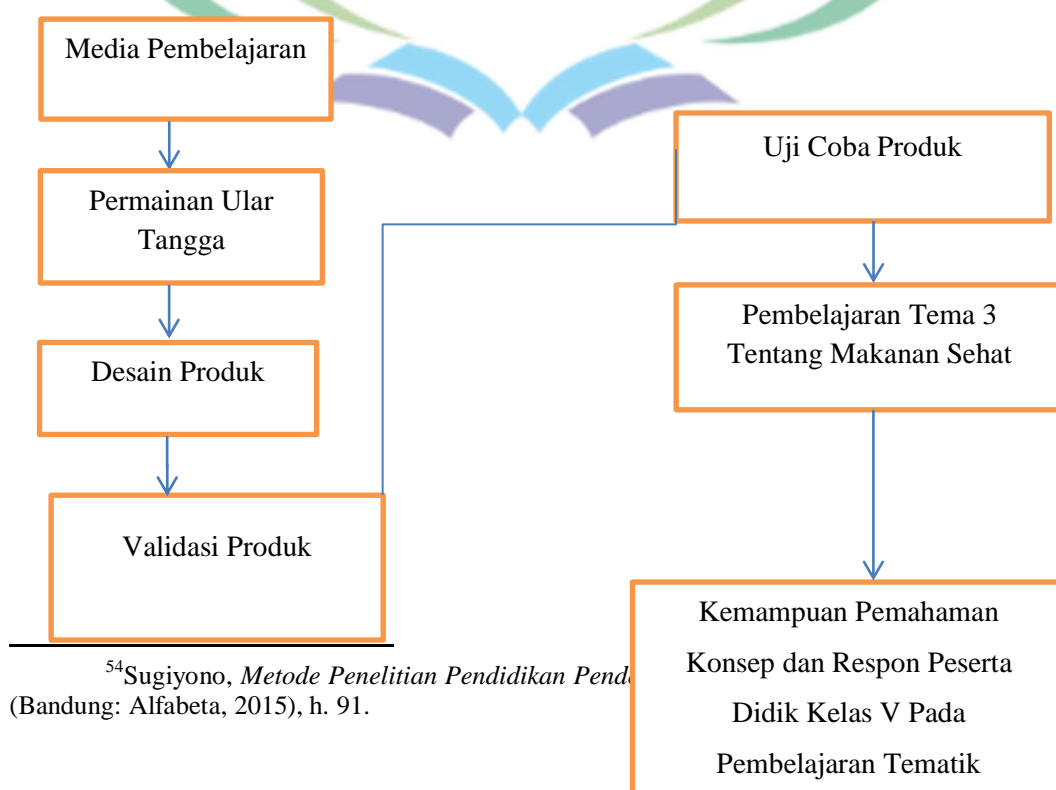 Media Pembelajaran
Permainan Ular
Tangga
Desain Produk
Validasi Produk
Uji Coba Produk
Pembelajaran Tema 3
Tentang Makanan Sehat
Kemampuan Pemahaman
Konsep dan Respon Peserta
Didik Kelas V Pada
Pembelajaran Tematik
54Sugiyono, Metode Penelitian Pendidikan
(Bandung: Alfabeta, 2015), h. 91.